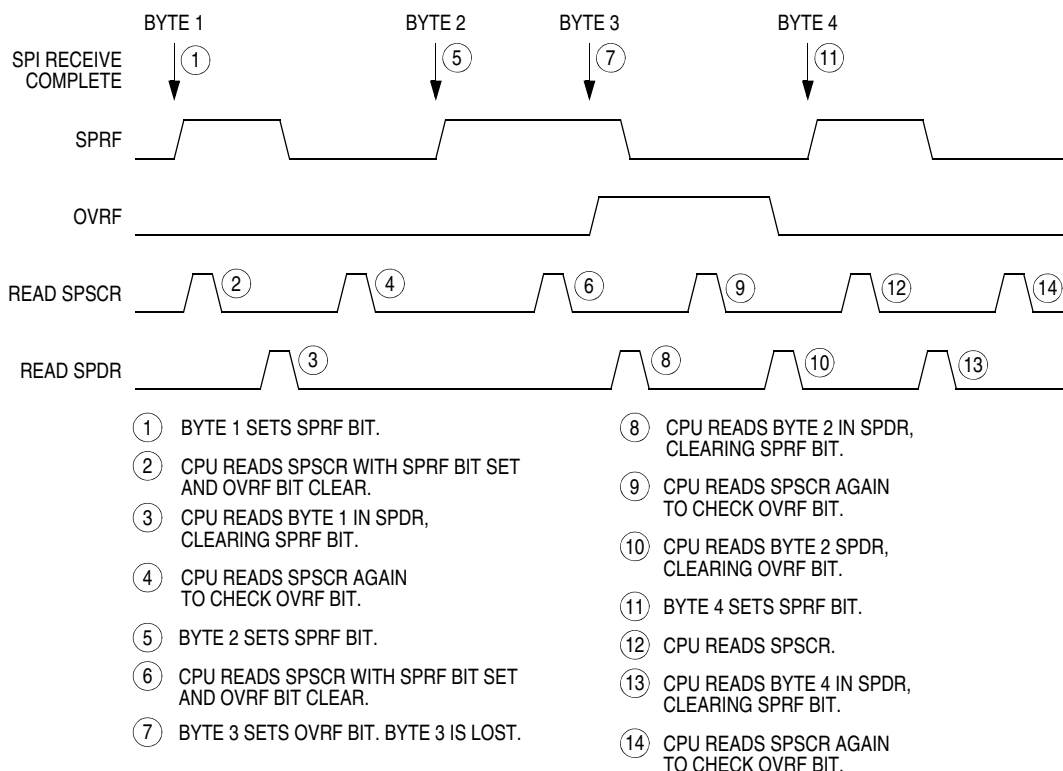 BYTE 1 BYTE 2 BYTE 3 BYTE 4
SPI RECEIVE
COMPLETE
1 5 7 11
SPRF
OVRF
READ SPSCR
2 4 6 9 12 14
READ SPDR
3 8 10 13
1 BYTE 1 SETS SPRF BIT.
2 CPU READS SPSCR WITH SPRF BIT SET
AND OVRF BIT CLEAR.
3 CPU READS BYTE 1 IN SPDR,
CLEARING SPRF BIT.
4 CPU READS SPSCR AGAIN
TO CHECK OVRF BIT.
5 BYTE 2 SETS SPRF BIT.
6 CPU READS SPSCR WITH SPRF BIT SET
AND OVRF BIT CLEAR.
7 BYTE 3 SETS OVRF BIT. BYTE 3 IS LOST.
8 CPU READS BYTE 2 IN SPDR,
CLEARING SPRF BIT.
9 CPU READS SPSCR AGAIN
TO CHECK OVRF BIT.
10 CPU READS BYTE 2 SPDR,
CLEARING OVRF BIT.
11 BYTE 4 SETS SPRF BIT.
12 CPU READS SPSCR.
13 CPU READS BYTE 4 IN SPDR,
CLEARING SPRF BIT.
14 CPU READS SPSCR AGAIN
TO CHECK OVRF BIT.